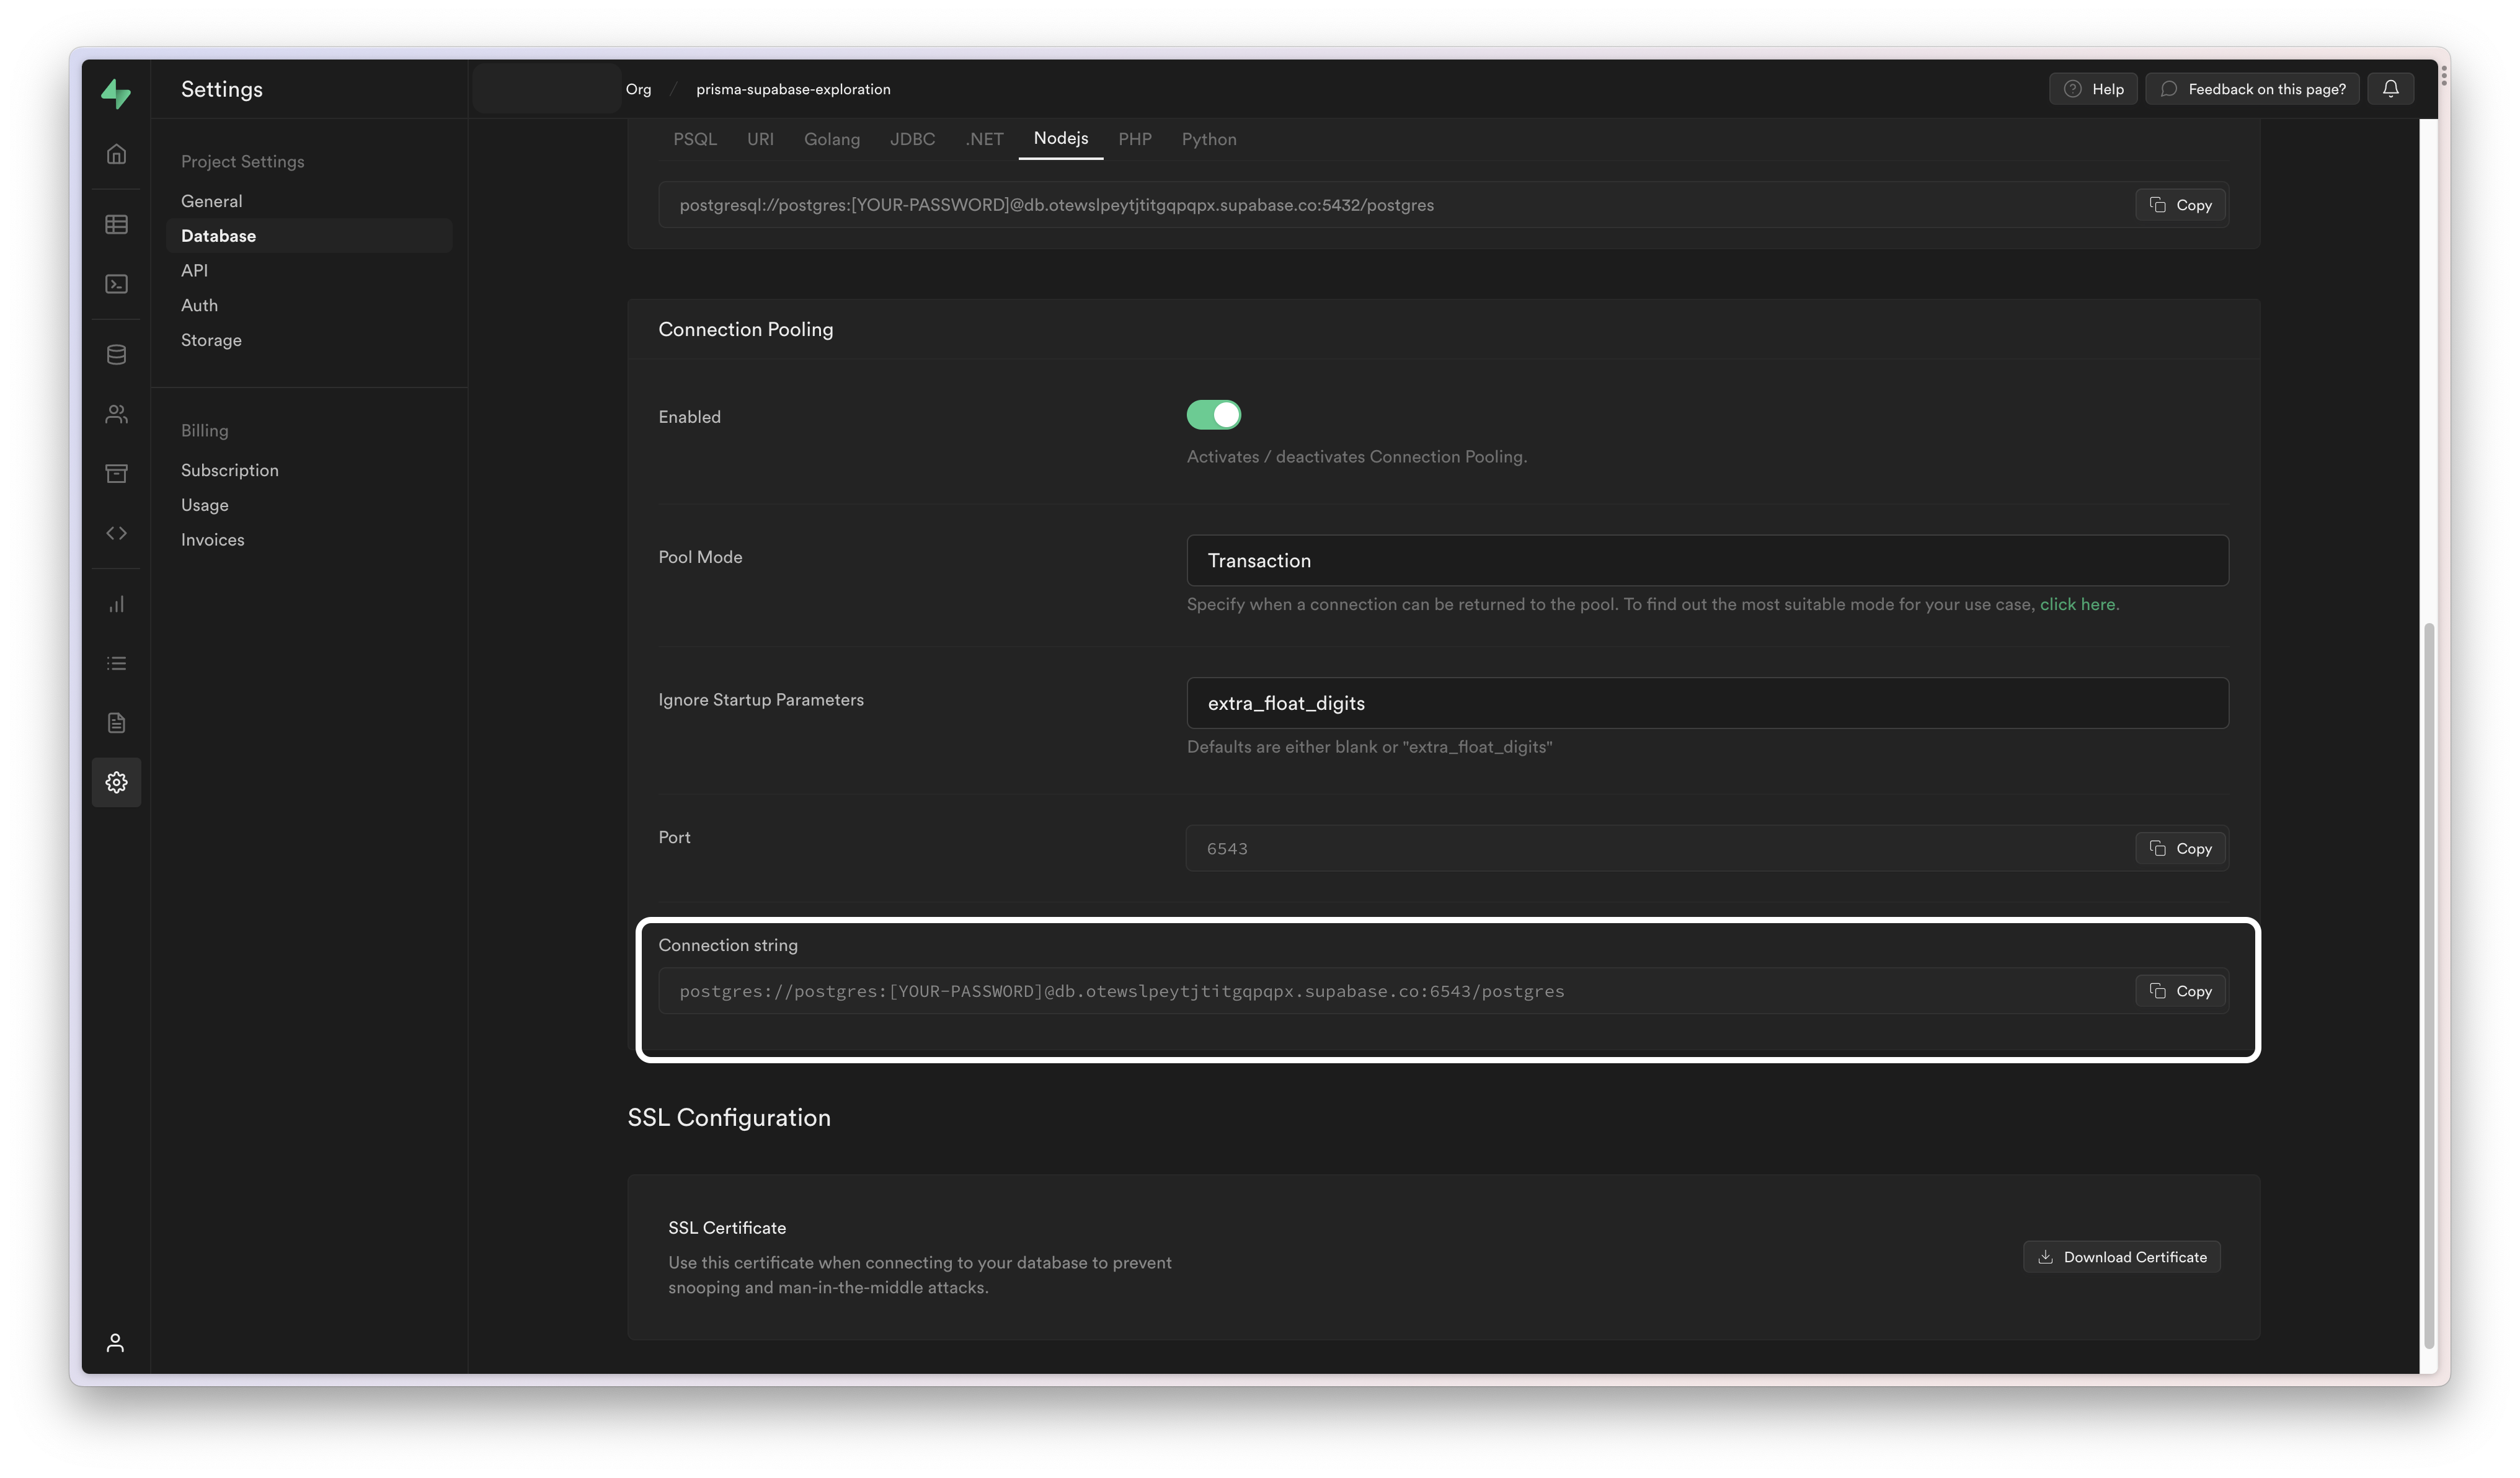 Settings
Org / prisma-supabase-exploration
Help
Feedback on this page?
Project Settings
General
Database
API
Auth
Storage
Billing
Subscription
Usage
Invoices
PSQL URI Golang JDBC .NET Nodejs PHP Python
postgresql://postgres:[YOUR-PASSWORD]@db.otewslpeytjtitgqpqpx.supabase.co:5432/postgres
Copy
Connection Pooling
Enabled
Activates / deactivates Connection Pooling.
Pool Mode
Transaction
Specify when a connection can be returned to the pool. To find out the most suitable mode for your use case, click here.
Ignore Startup Parameters
extra_float_digits
Defaults are either blank or "extra_float_digits"
Port
6543
Copy
Connection string
postgres://postgres:[YOUR-PASSWORD]@db.otewslpeytjtitgqpqpx.supabase.co:6543/postgres
Copy
SSL Configuration
SSL Certificate
Use this certificate when connecting to your database to prevent
snooping and man-in-the-middle attacks.
Download Certificate